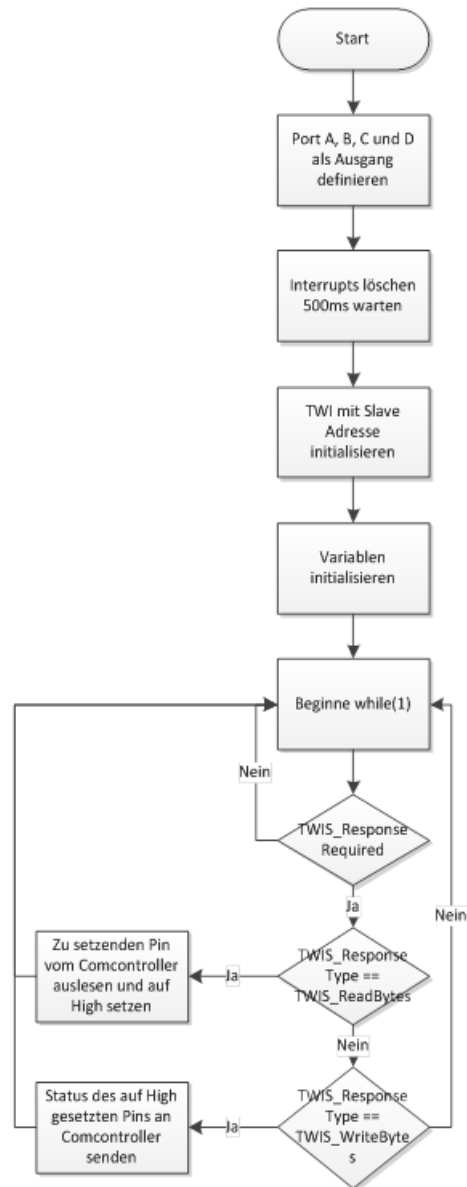 Start
Port A, B, C und D
als Ausgang
definieren
Interrupts löschen
500ms warten
TWI mit Slave
Adresse
initialisieren
Variablen
initialisieren
Beginne while(1)
Nein
TWIS_Response
Required
Nein
Ja
Zu setzenden Pin
vom Comcontroller
auslesen und auf
High setzen
Ja
TWIS_Response
Type ==
TWIS_ReadBytes
Nein
Status des auf High
gesetzten Pins an
Comcontroller
senden
Ja
TWIS_Response
Type ==
TWIS_WriteByte
s